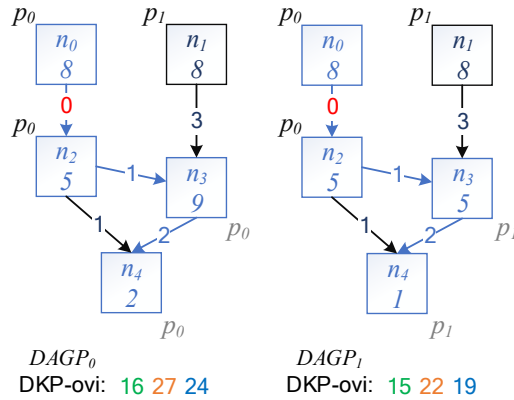 p0 p1 p0 p1
n0 n1 n0 n1
8 8 8 8
0 3 0 3
p0 p0
n2 n3 n2 n3
5 1 9 5 1 5
1 2 p0 1 2 p1
n4 n4
2 1
p0 p1
DAGP0 DAGP1
DKP-ovi: 16 27 24 DKP-ovi: 15 22 19